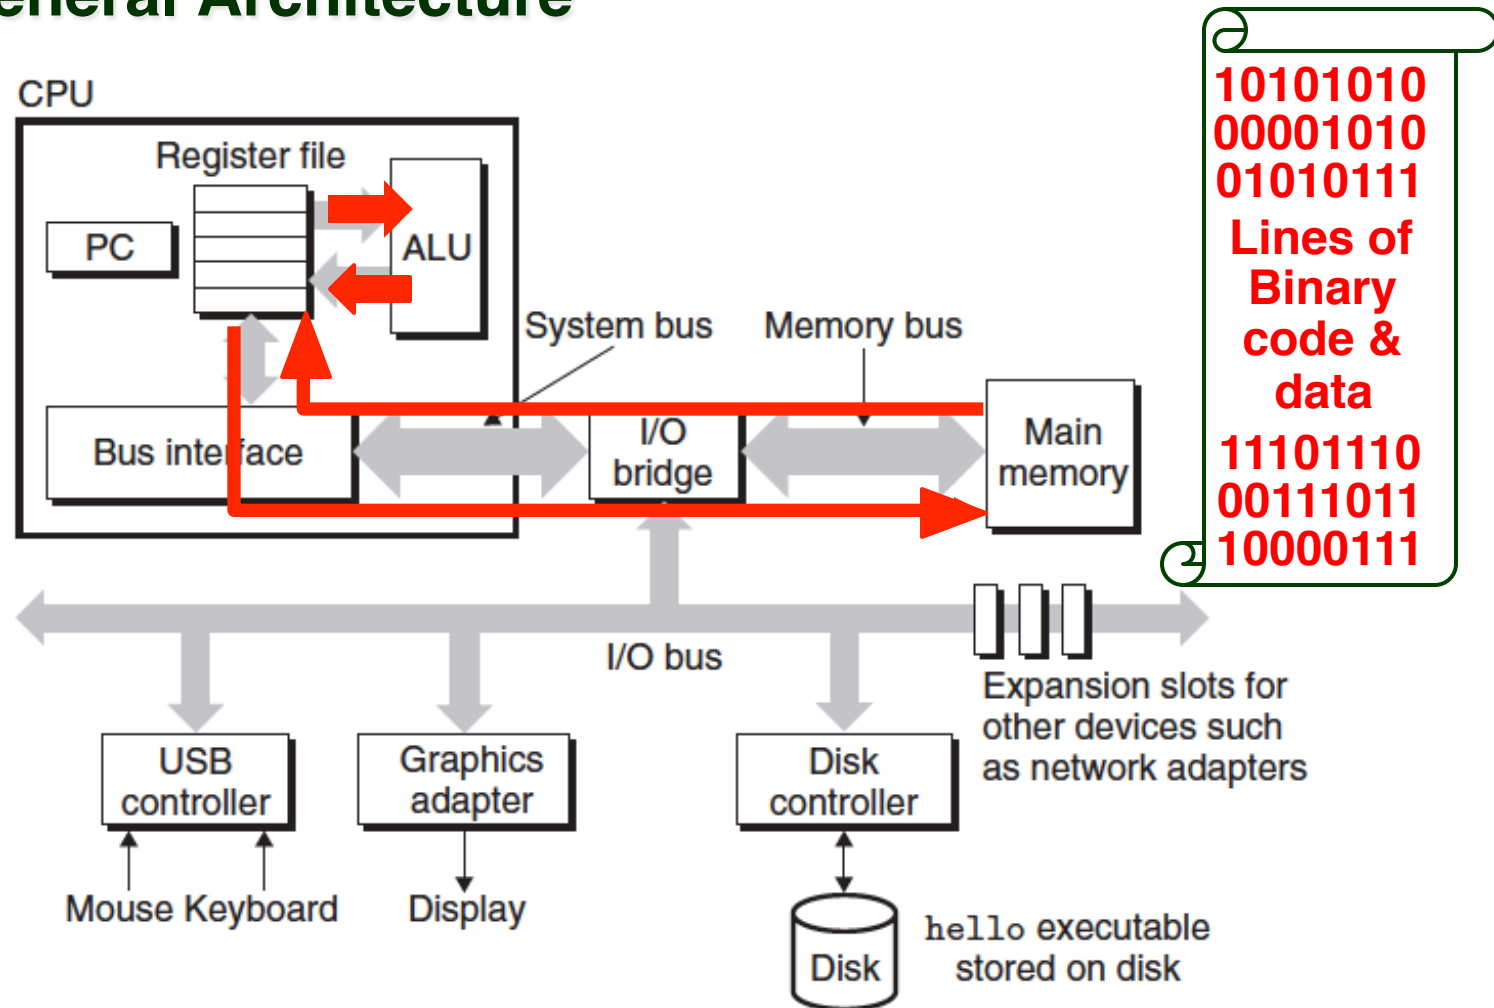 eneral Architecture
CPU
Register file
PC
ALU
System bus
Memory bus
Bus interface
I/O
bridge
Main
memory
10101010
00001010
01010111
Lines of
Binary
code &
data
11101110
00111011
10000111
I/O bus
Expansion slots for
other devices such
as network adapters
USB
controller
Graphics
adapter
Disk
controller
Mouse Keyboard
Display
Disk
hello executable
stored on disk